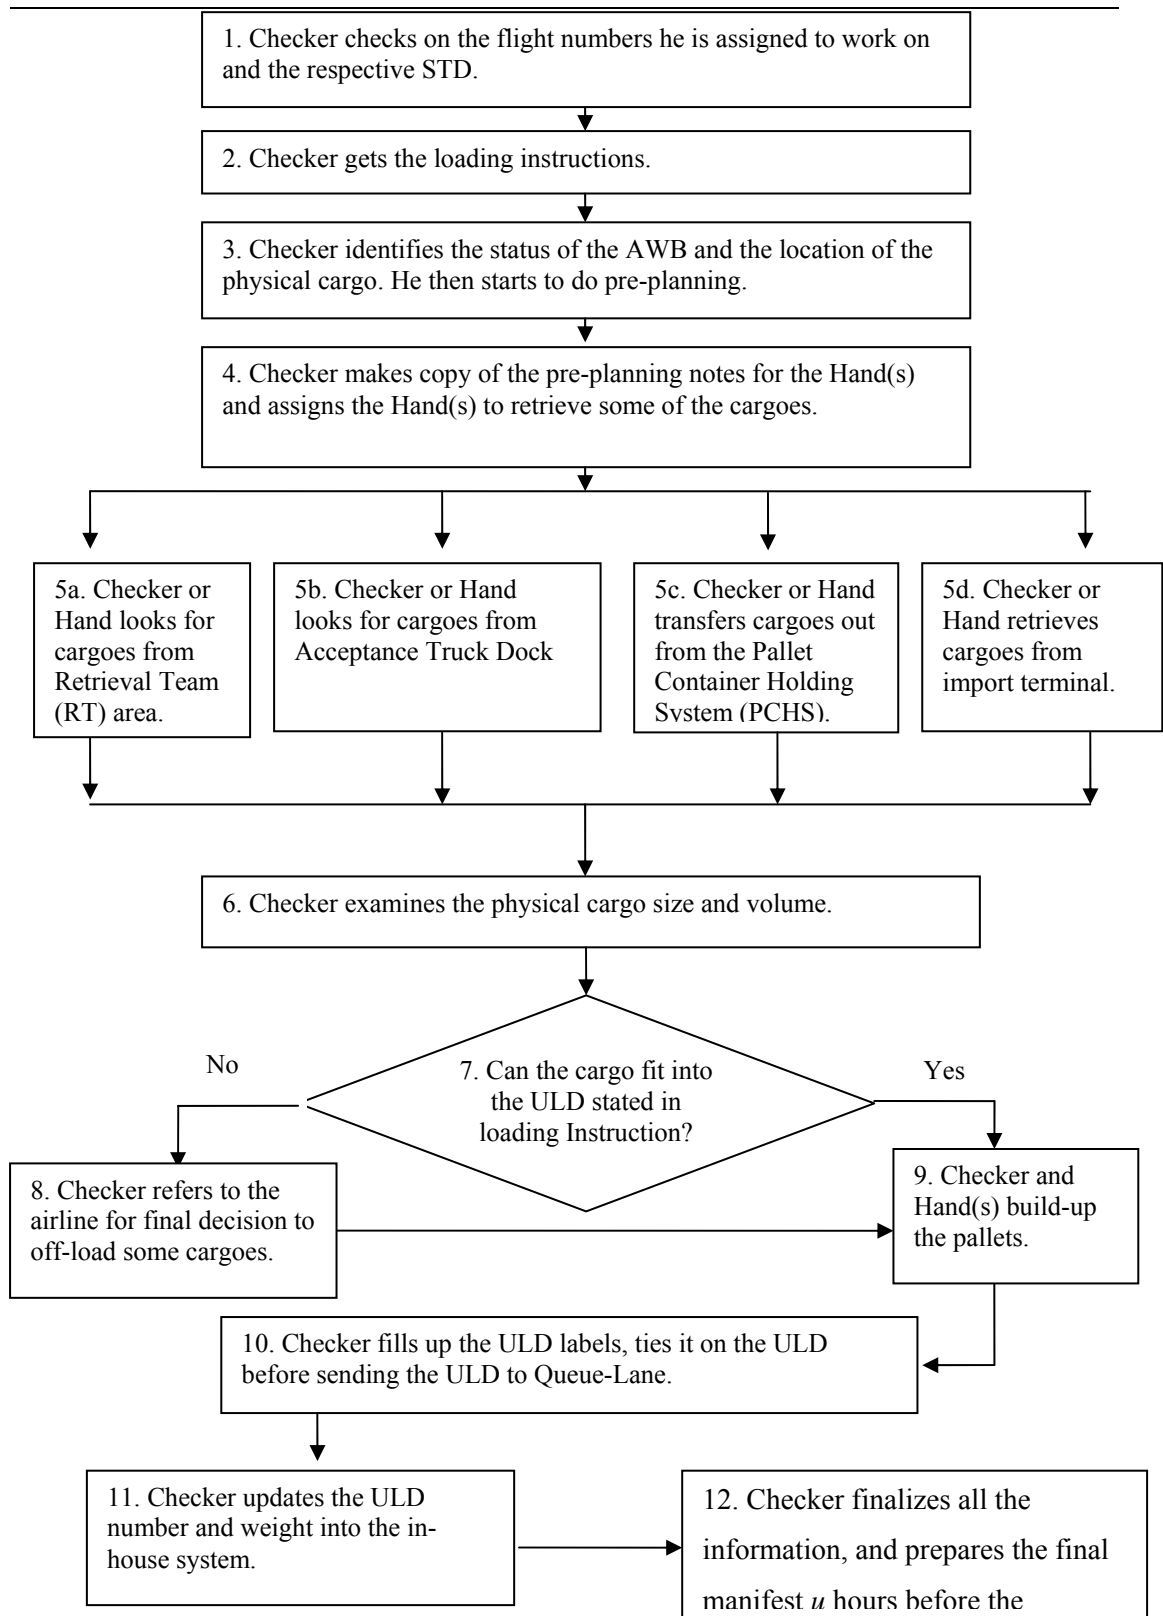 1. Checker checks on the flight numbers he is assigned to work on
and the respective STD.
2. Checker gets the loading instructions.
3. Checker identifies the status of the AWB and the location of the
physical cargo. He then starts to do pre-planning.
4. Checker makes copy of the pre-planning notes for the Hand(s)
and assigns the Hand(s) to retrieve some of the cargoes.
5a. Checker or
Hand looks for
cargoes from
Retrieval Team
(RT) area.
5b. Checker or Hand
looks for cargoes from
Acceptance Truck Dock
5c. Checker or Hand
transfers cargoes out
from the Pallet
Container Holding
System (PCHS).
5d. Checker or
Hand retrieves
cargoes from
import terminal.
6. Checker examines the physical cargo size and volume.
7. Can the cargo fit into
the ULD stated in
loading Instruction?
No
Yes
8. Checker refers to the
airline for final decision to
off-load some cargoes.
9. Checker and
Hand(s) build-up
the pallets.
10. Checker fills up the ULD labels, ties it on the ULD
before sending the ULD to Queue-Lane.
11. Checker updates the ULD
number and weight into the in-
house system.
12. Checker finalizes all the
information, and prepares the final
manifest u hours before the